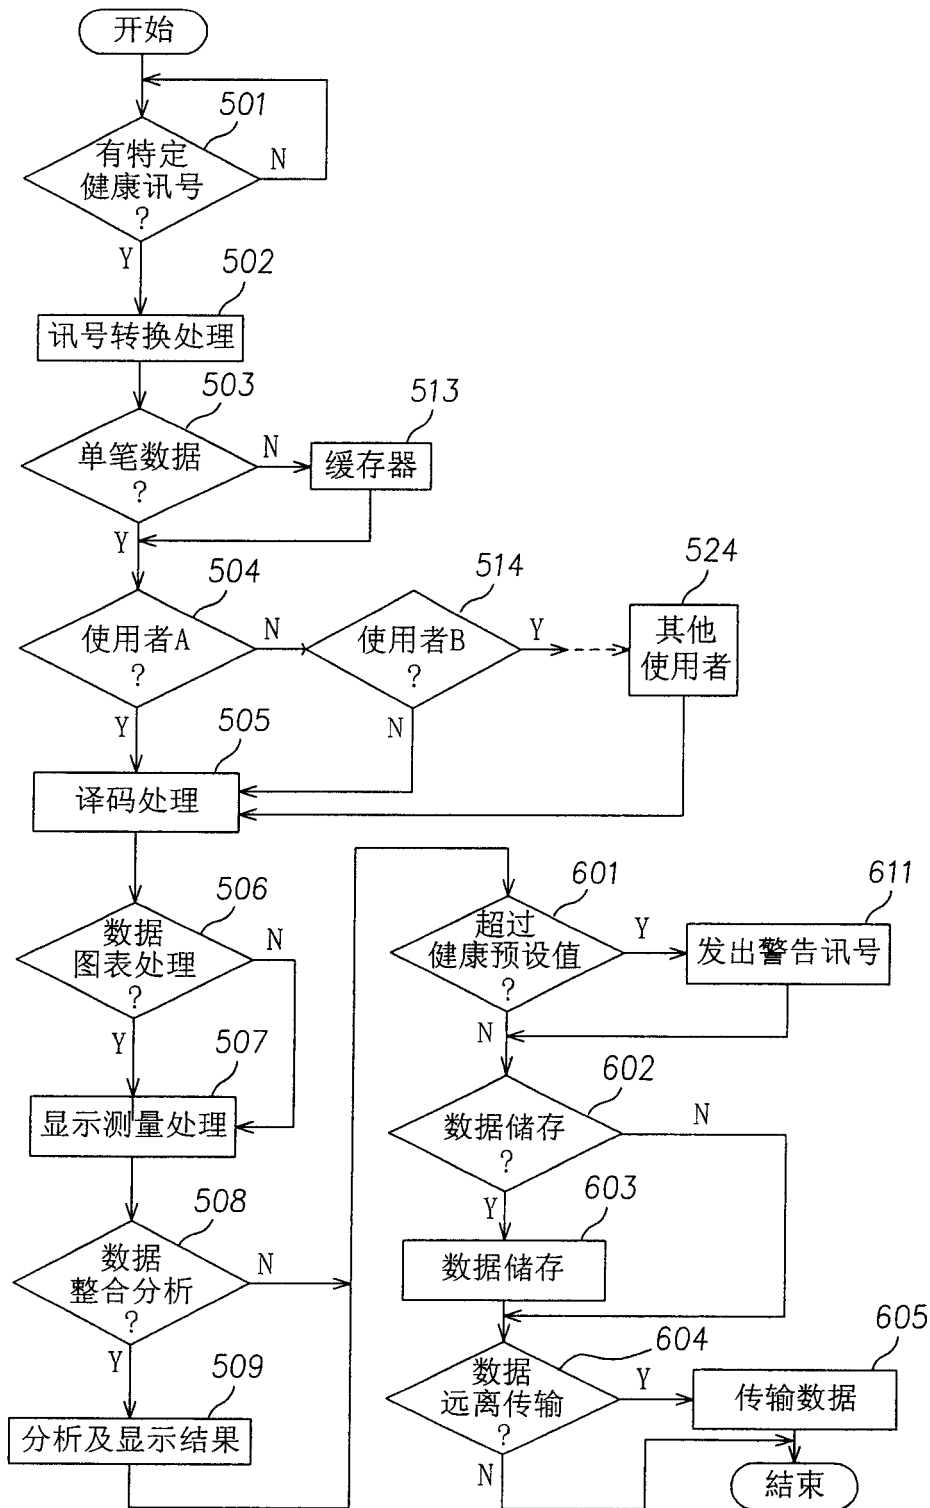 开始
501
有特定
健康讯号
?
N
Y
502
讯号转换处理
503
单笔数据
?
N
513
缓存器
Y
504
使用者A
?
N
514
使用者B
?
Y
524
其他
使用者
Y
N
505
译码处理
506
数据
图表处理
?
N
Y
507
显示测量处理
508
数据
整合分析
?
N
Y
509
分析及显示结果
601
超过
健康预设值
?
Y
611
发出警告讯号
N
602
数据储存
?
N
Y
603
数据储存
604
数据
远离传输
?
Y
605
传输数据
N
結束